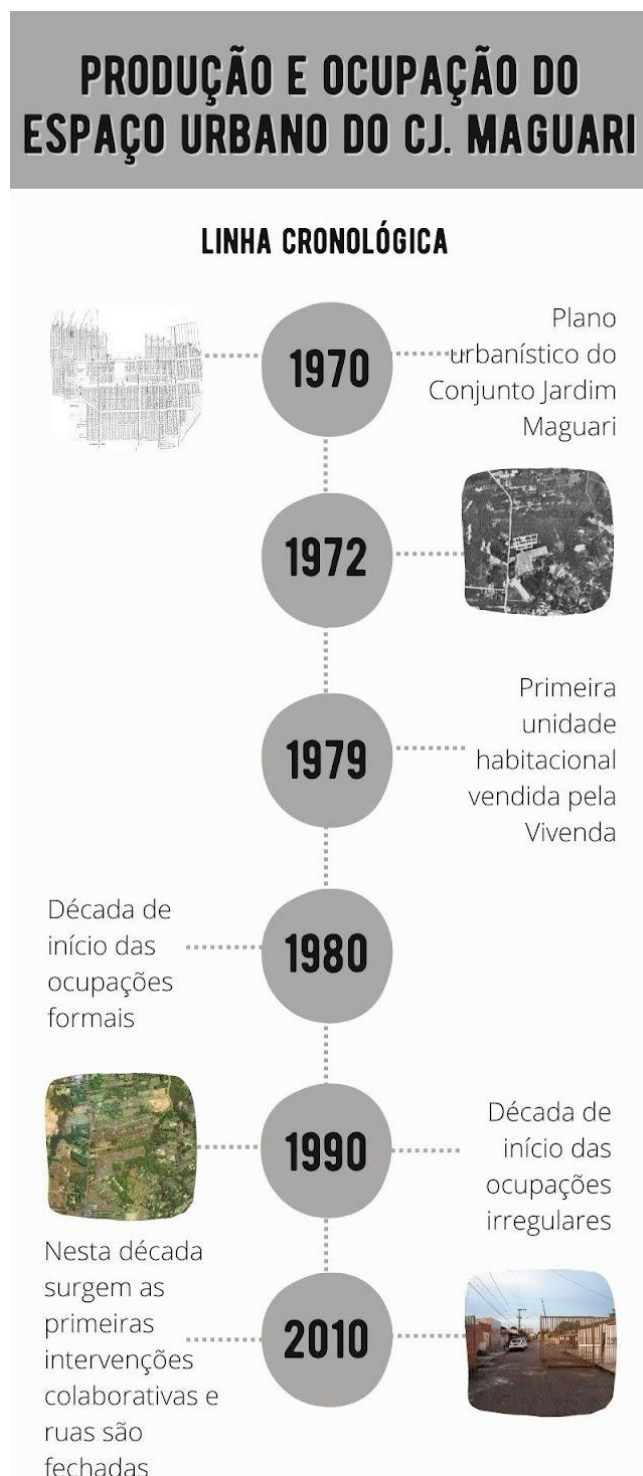 PRODUÇÃO E OCUPAÇÃO DO
ESPAÇO URBANO DO CJ. MAGUARI
LINHA CRONOLÓGICA
1970
Plano
urbanístico do
Conjunto Jardim
Maguari
1972
1979
Primeira
unidade
habitacional
vendida pela
Vivenda
1980
Década de
início das
ocupações
formais
1990
Década de
início das
ocupações
irregulares
2010
Nesta década
surgem as
primeiras
intervenções
colaborativas e
ruas são
fechadas